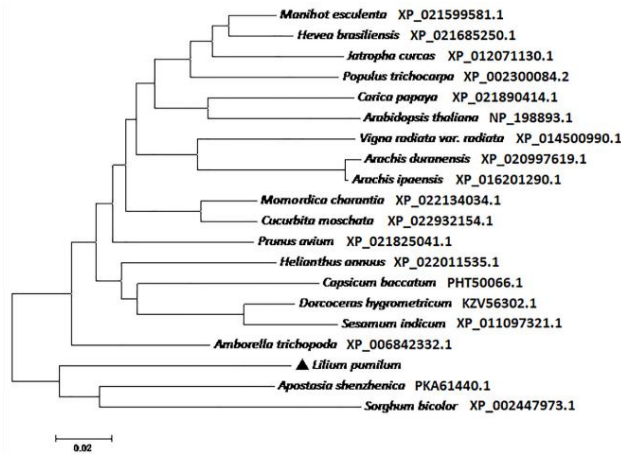 Manihot esculenta XP_021599581.1
Hevea brasiliensis XP_021685250.1
Jatropha curcas XP_012071130.1
Populus trichocarpa XP_002300084.2
Carica papaya XP_021890414.1
Arabidopsis thaliana NP_198893.1
Vigna radiata var. radiata XP_014500990.1
Arachis duranensis XP_020997619.1
Arachis ipaensis XP_016201290.1
Momordica charantia XP_022134034.1
Cucurbita moschata XP_022932154.1
Prunus avium XP_021825041.1
Helianthus annuus XP_022011535.1
Capsicum baccatum PHT50066.1
Dorcoceras hygrometricum KZV56302.1
Sesamum indicum XP_011097321.1
Amborella trichopoda XP_006842332.1
Lilium pumilum
Apostasia shenzhenica PKA61440.1
Sorghum bicolor XP_002447973.1
0.02